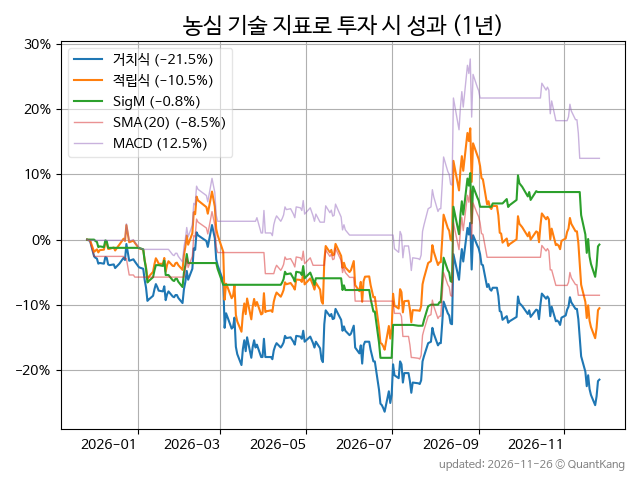 농심 기술 지표로 투자 시 성과 (1년)
30%
20%
10%
0%
−10%
−20%
거치식 (−21.5%)
적립식 (−10.5%)
SigM (−0.8%)
SMA(20) (−8.5%)
MACD (12.5%)
2026-01
2026-03
2026-05
2026-07
2026-09
2026-11
updated: 2026-11-26 © QuantKang